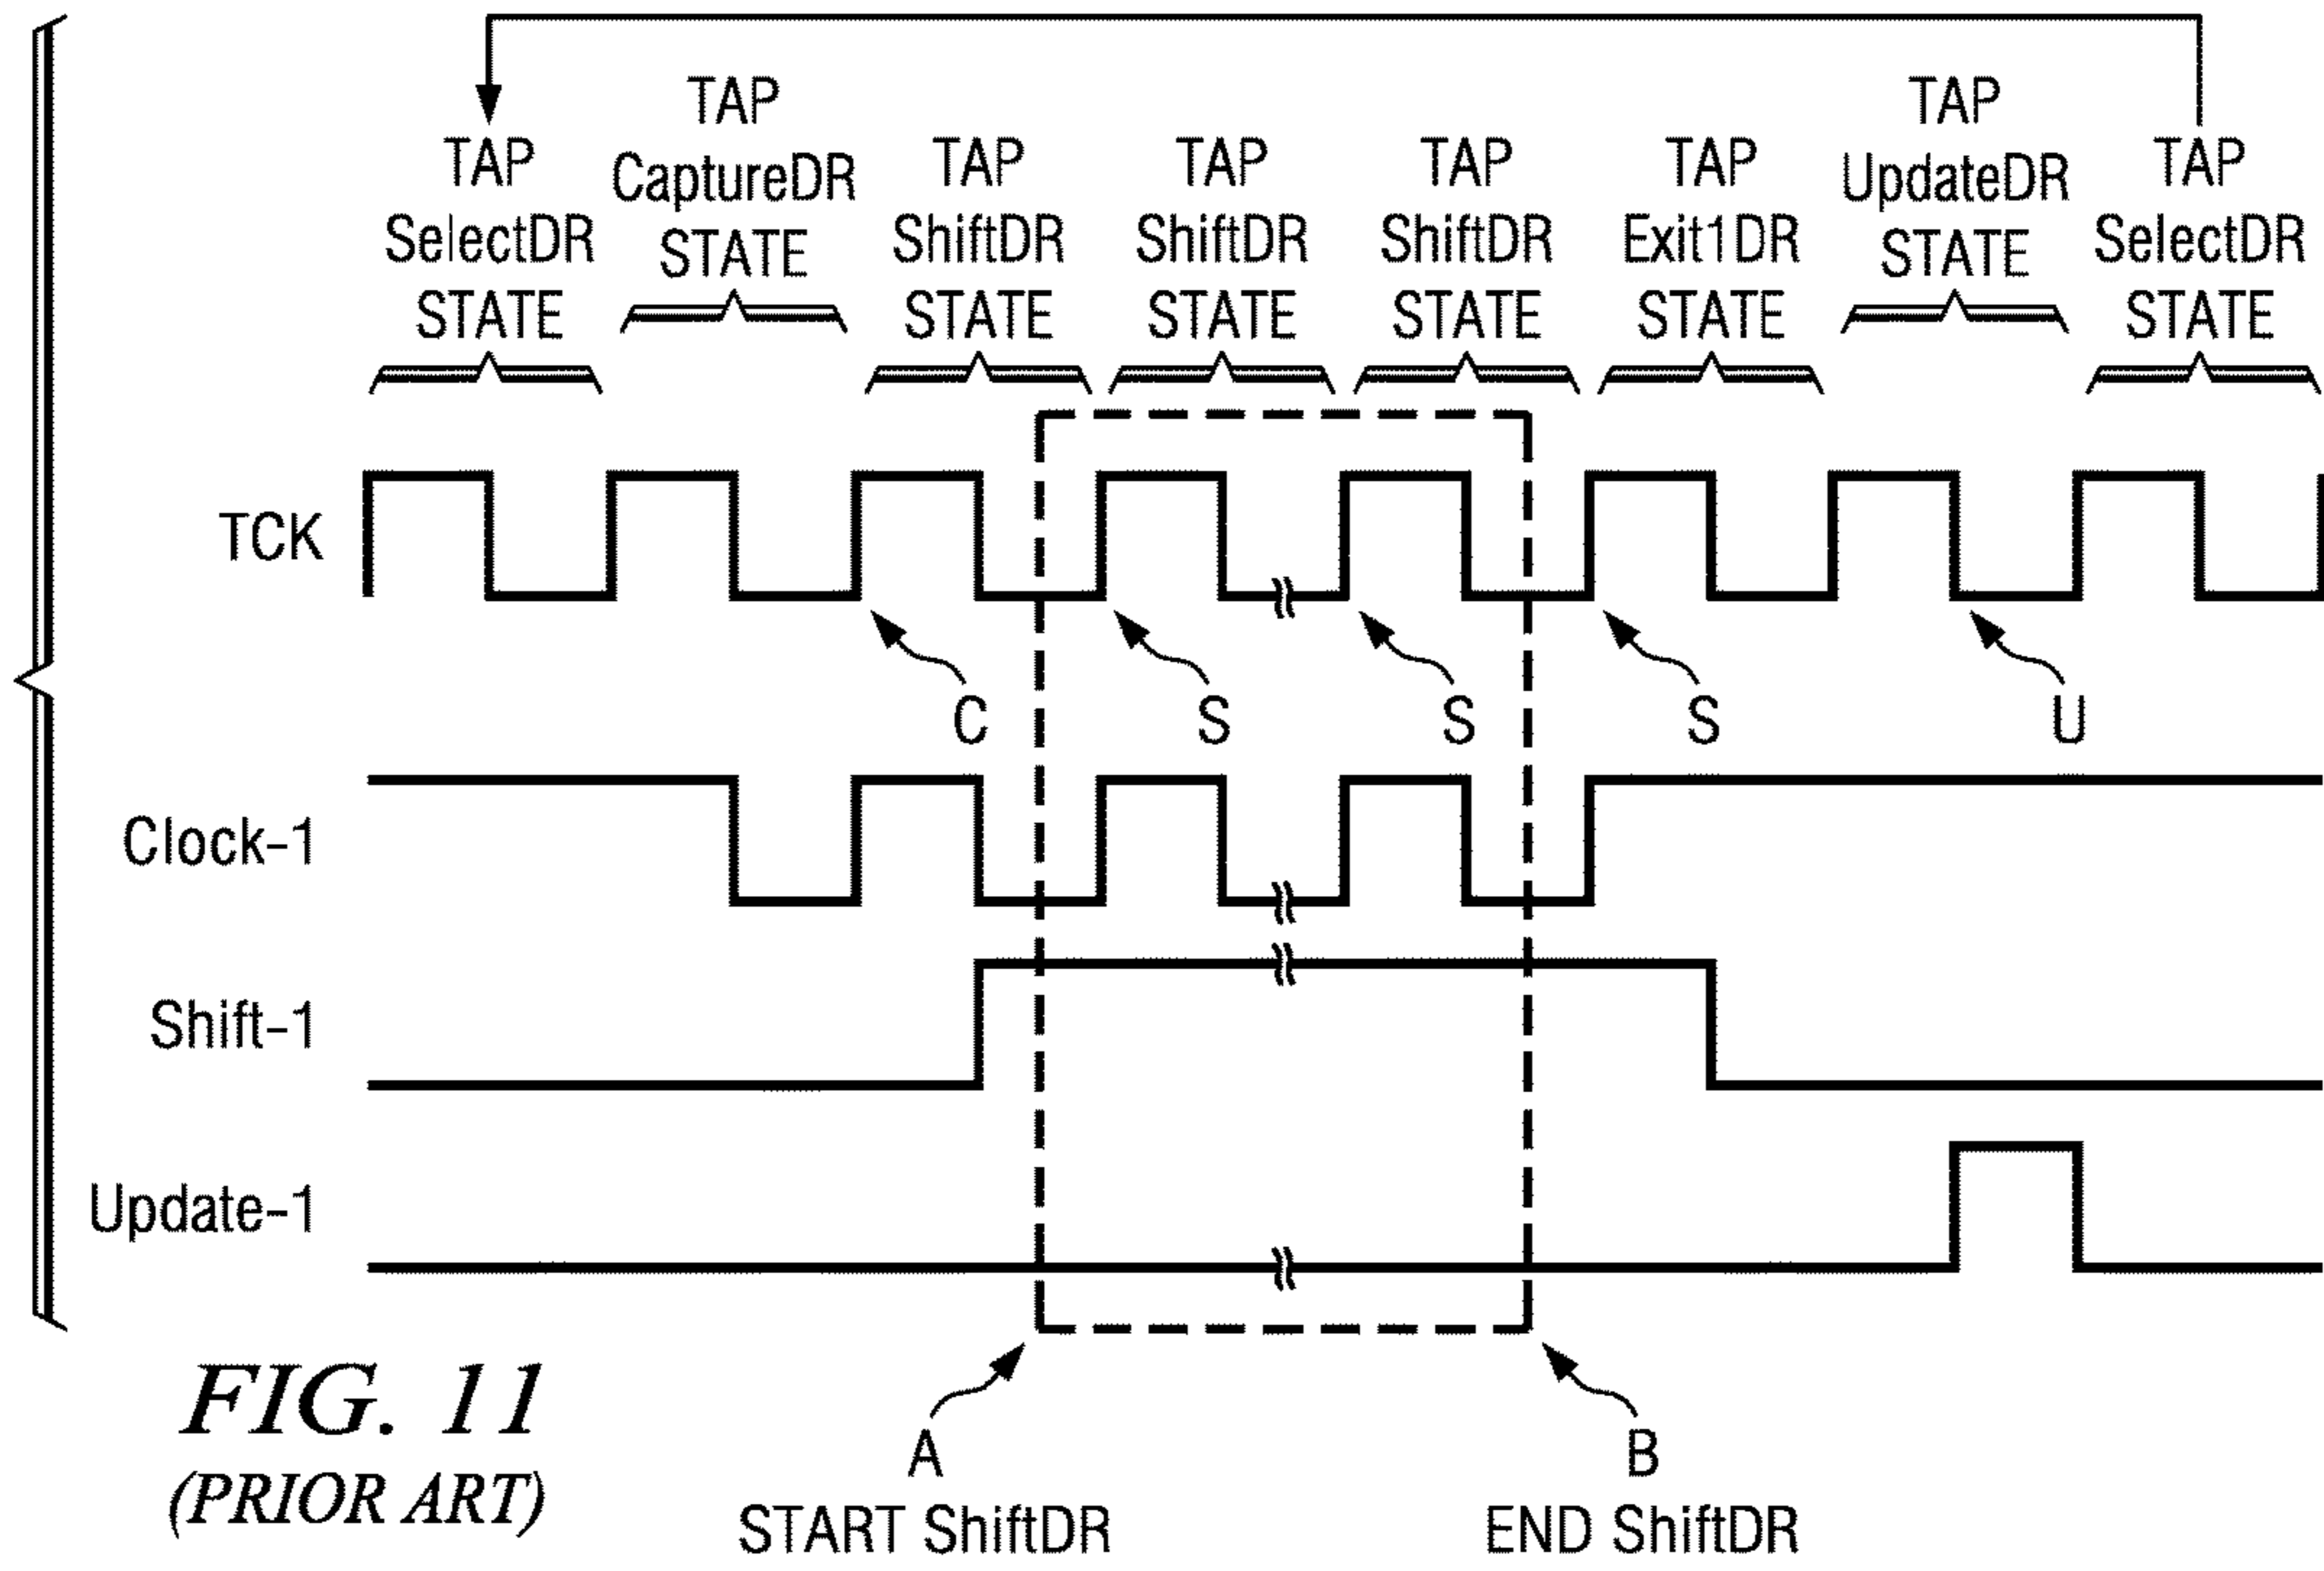 TAP
SelectDR
STATE
TAP
CaptureDR
STATE
TAP
ShiftDR
STATE
TAP
ShiftDR
STATE
TAP
ShiftDR
STATE
TAP
Exit1DR
STATE
TAP
UpdateDR
STATE
TAP
SelectDR
STATE
TCK
C
S
S
S
U
Clock-1
Shift-1
Update-1
A
START ShiftDR
B
END ShiftDR
FIG. 11
(PRIOR ART)